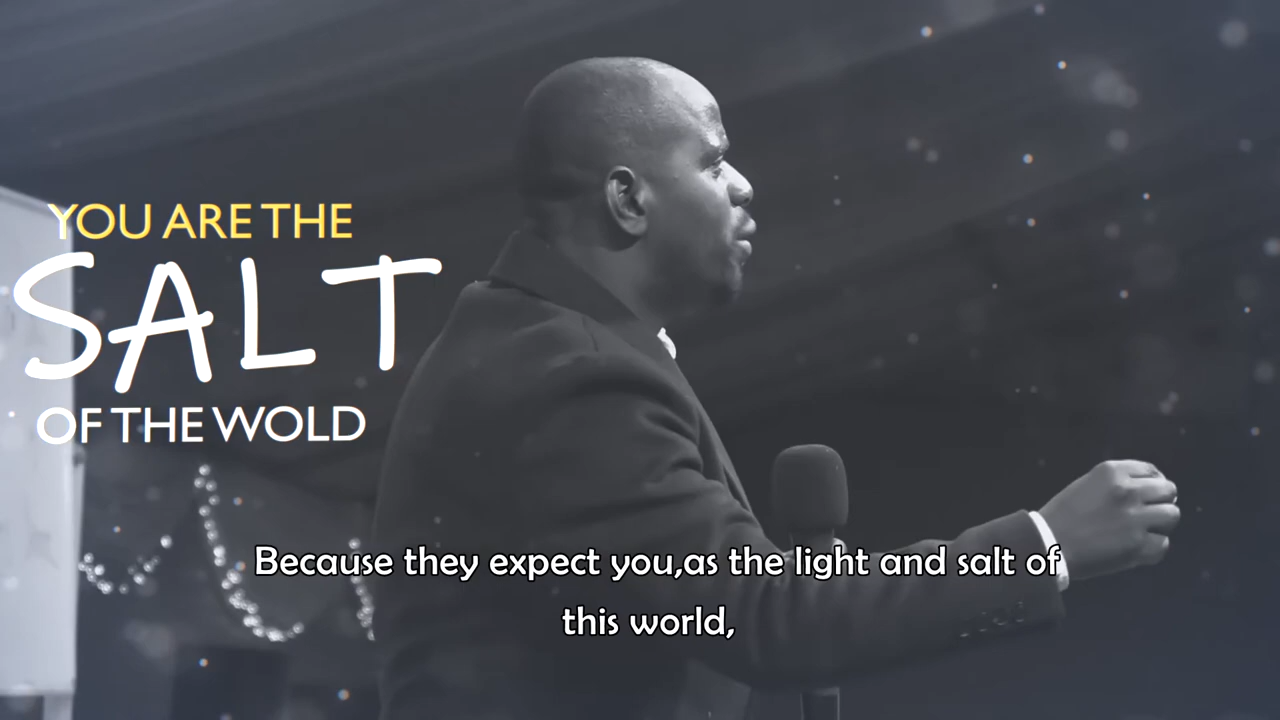 YOU ARE THE
SALT
OF THE WOLD
Because they expect you,as the light and salt of
this world,